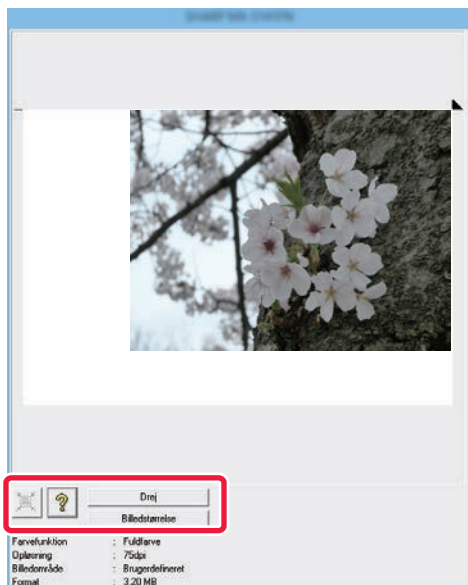 ?
Drej
Billedstørrelse
Farvefunktion : Fuldfarve
Opløsning : 75dpi
Billedområde : Brugerdefineret
Format : 3.20 MB